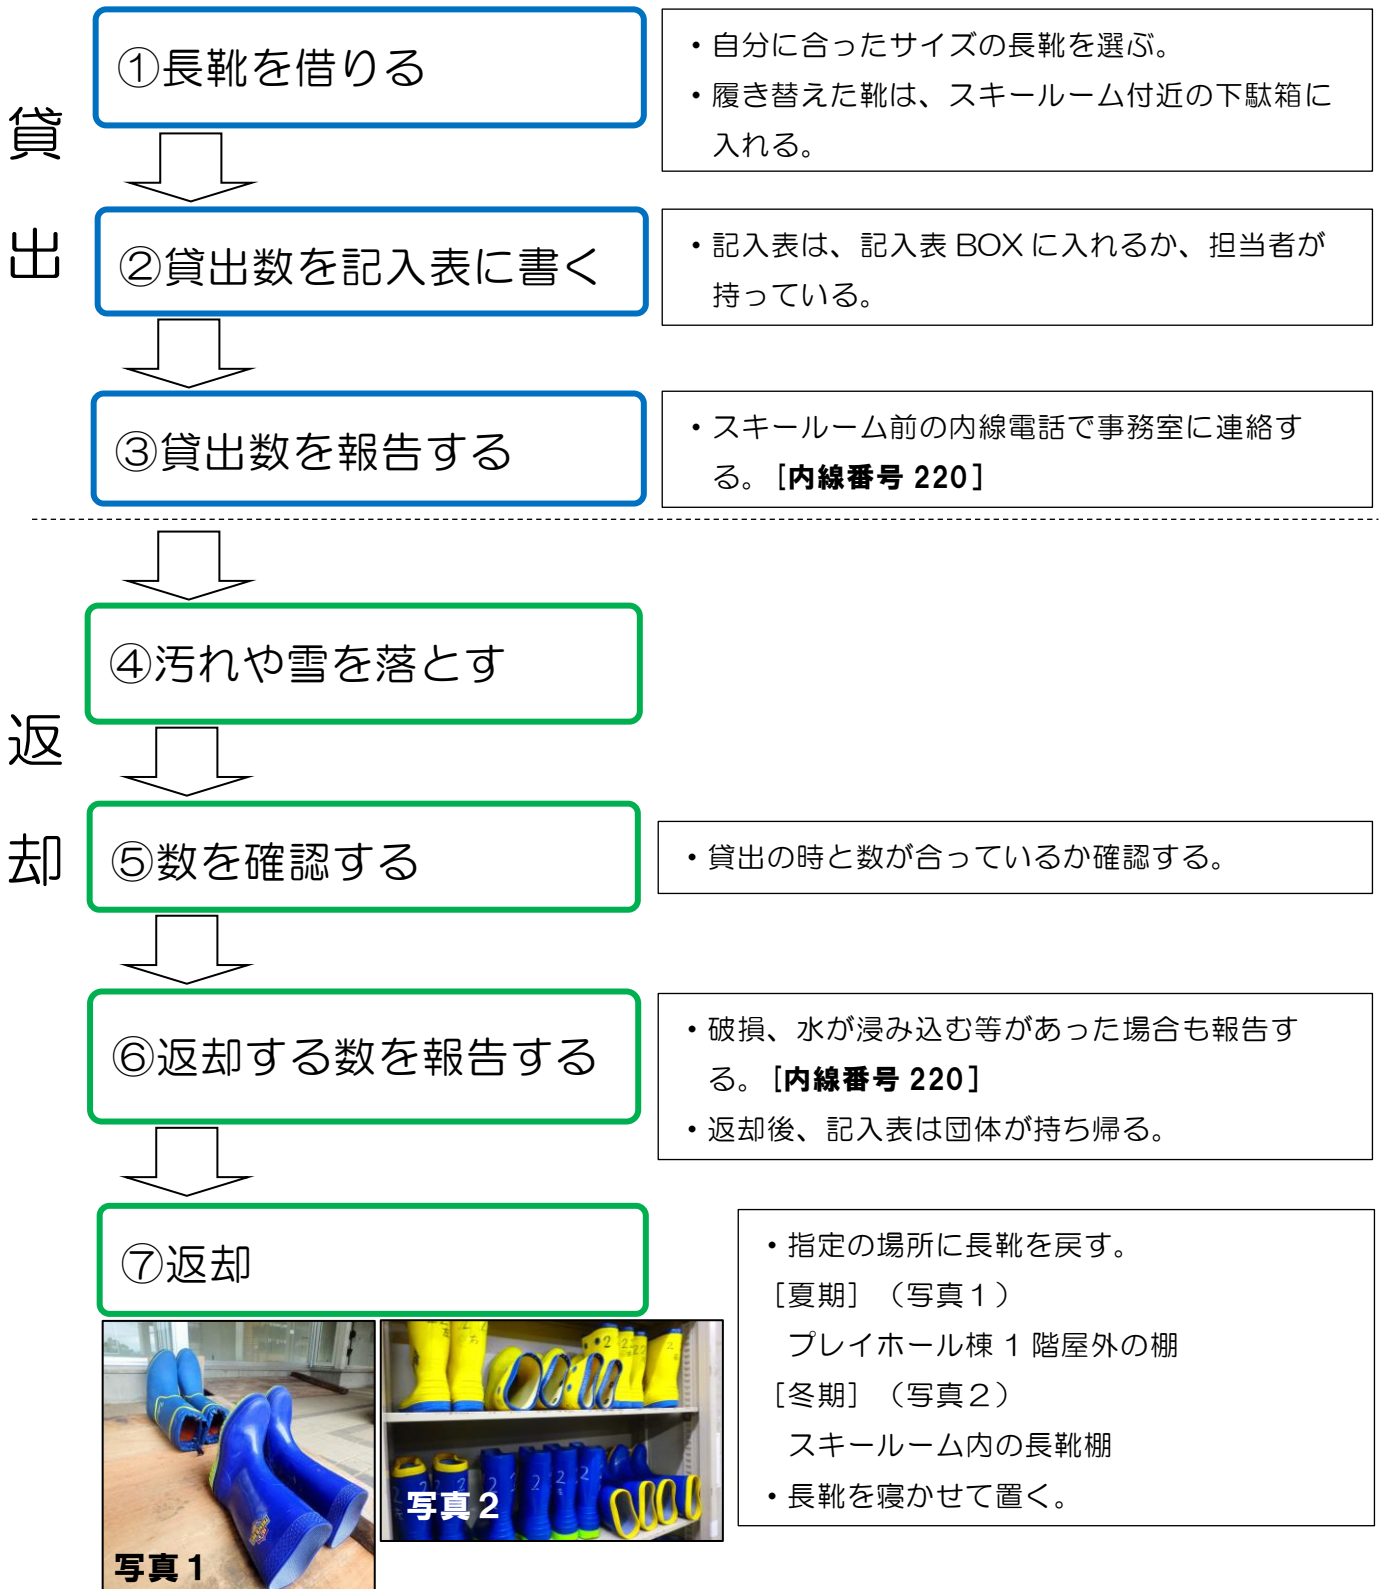 貸出
①長靴を借りる
・自分に合ったサイズの長靴を選ぶ。
・履き替えた靴は、スキールーム付近の下駄箱に
入れる。
②貸出数を記入表に書く
・記入表は、記入表 BOX に入れるか、担当者が
持っている。
③貸出数を報告する
・スキールーム前の内線電話で事務室に連絡す
る。[内線番号 220]
返却
④汚れや雪を落とす
⑤数を確認する
・貸出の時と数が合っているか確認する。
⑥返却する数を報告する
・破損、水が浸み込む等があった場合も報告す
る。[内線番号 220]
・返却後、記入表は団体が持ち帰る。
⑦返却
・指定の場所に長靴を戻す。
[夏期]（写真１）
プレイホール棟 1 階屋外の棚
[冬期]（写真２）
スキールーム内の長靴棚
・長靴を寝かせて置く。
写真１
写真２